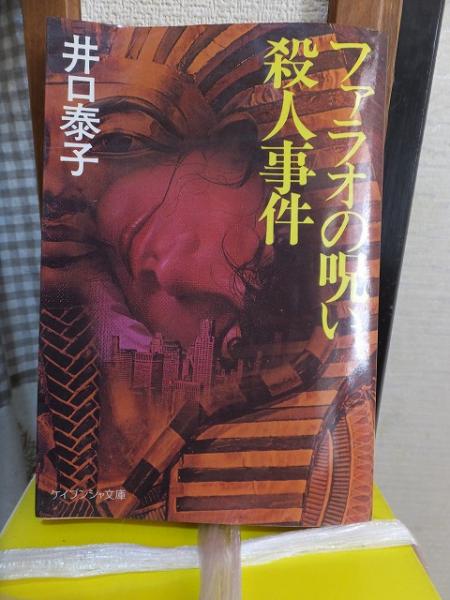 ファラオの呪い
殺人事件
井口泰子
ケイブンシャ文庫